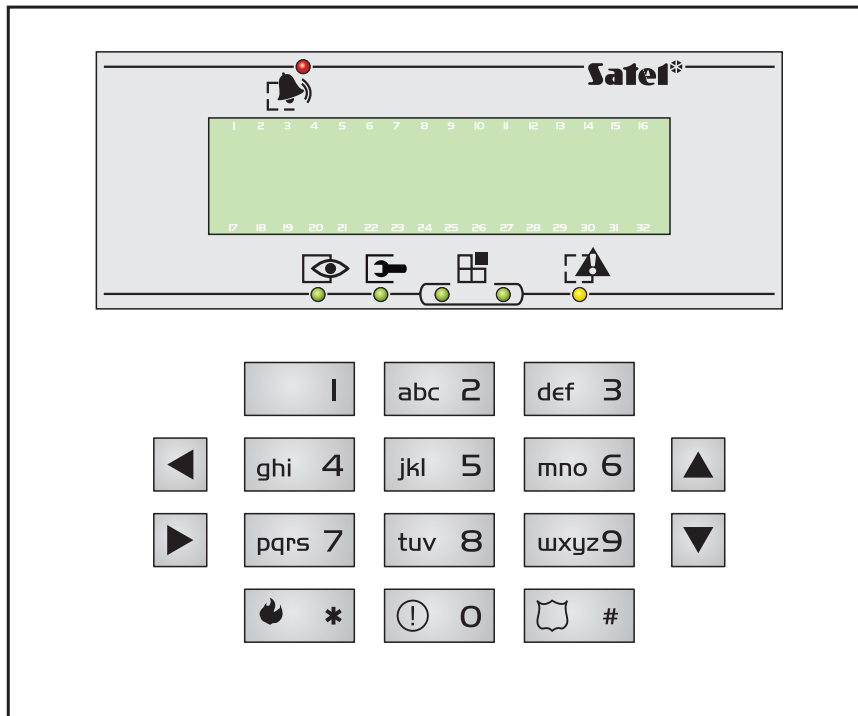 Satel
1 2 3 4 5 6 7 8 9 10 11 12 13 14 15 16
17 18 19 20 21 22 23 24 25 26 27 28 29 30 31 32
1 abc 2 def 3
ghi 4 jkl 5 mno 6
pqrs 7 tuv 8 wxyz9
* ! 0 #